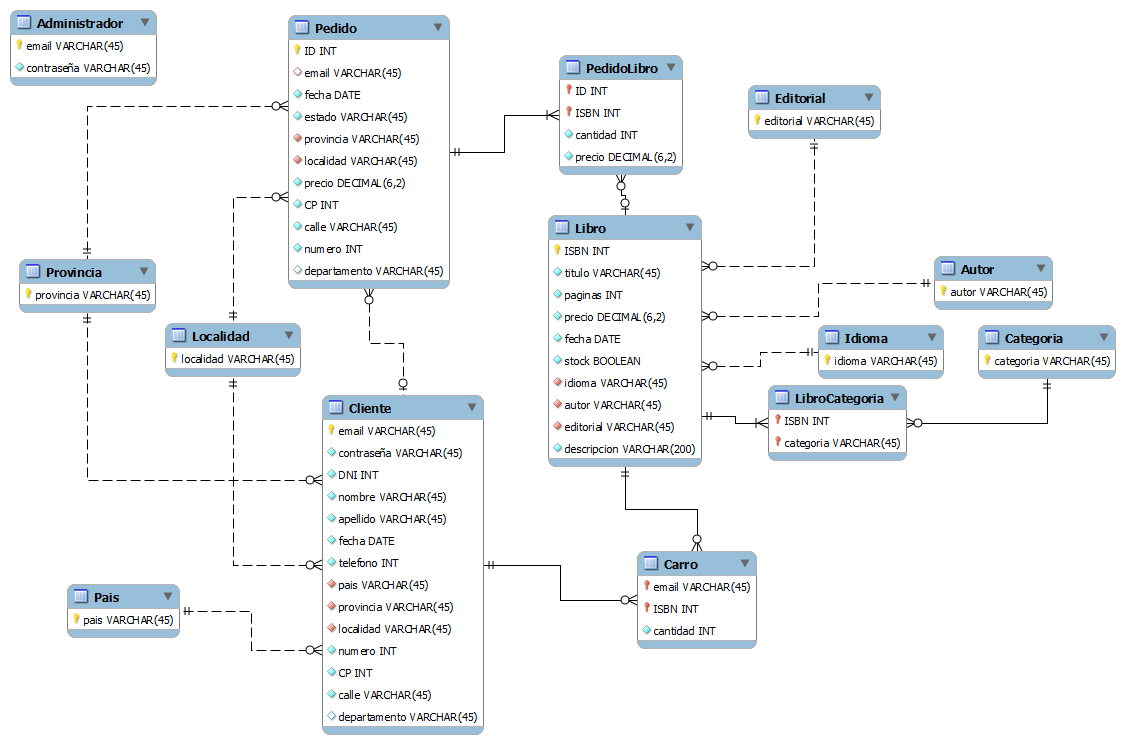 Administrador
email VARCHAR(45)
contraseña VARCHAR(45)
Pedido
ID INT
email VARCHAR(45)
fecha DATE
estado VARCHAR(45)
provincia VARCHAR(45)
localidad VARCHAR(45)
precio DECIMAL(6,2)
CP INT
calle VARCHAR(45)
numero INT
departamento VARCHAR(45)
PedidoLibro
ID INT
ISBN INT
cantidad INT
precio DECIMAL(6,2)
Editorial
editorial VARCHAR(45)
Libro
ISBN INT
titulo VARCHAR(45)
paginas INT
precio DECIMAL(6,2)
fecha DATE
stock BOOLEAN
idioma VARCHAR(45)
autor VARCHAR(45)
editorial VARCHAR(45)
descripcion VARCHAR(200)
Autor
autor VARCHAR(45)
Provincia
provincia VARCHAR(45)
Localidad
localidad VARCHAR(45)
Idioma
idioma VARCHAR(45)
Categoria
categoria VARCHAR(45)
LibroCategoria
ISBN INT
categoria VARCHAR(45)
Cliente
email VARCHAR(45)
contraseña VARCHAR(45)
DNI INT
nombre VARCHAR(45)
apellido VARCHAR(45)
fecha DATE
telefono INT
pais VARCHAR(45)
provincia VARCHAR(45)
localidad VARCHAR(45)
numero INT
CP INT
calle VARCHAR(45)
departamento VARCHAR(45)
Carro
email VARCHAR(45)
ISBN INT
cantidad INT
Pais
pais VARCHAR(45)